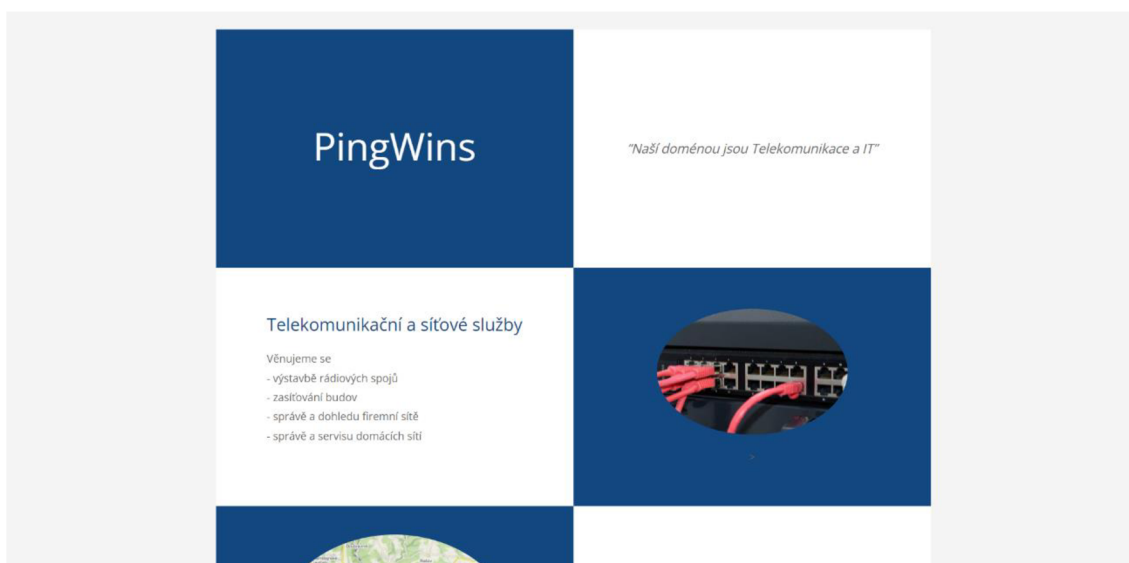 PingWins
"Naší doménou jsou Telekomunikace a IT"
Telekomunikační a síťové služby
Věnujeme se
- výstavbě rádiových spojů
- zasíťování budov
- správě a dohledu firemní sítě
- správě a servisu domácích sítí
>